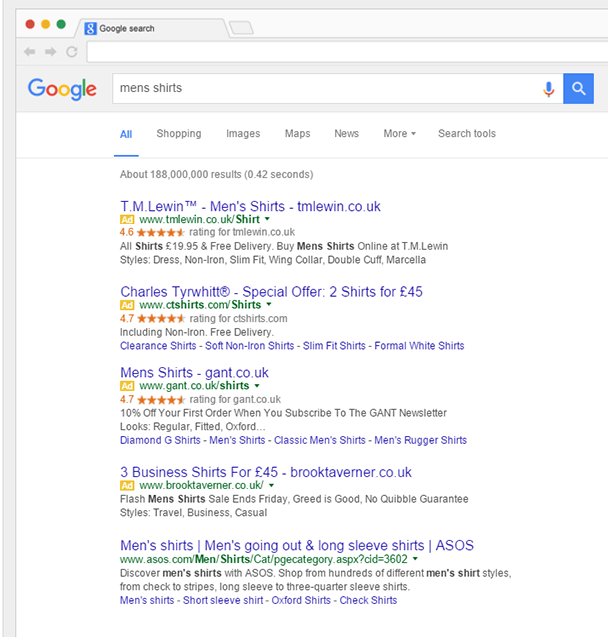 Google search
Google
mens shirts
All Shopping Images Maps News More Search tools
About 188,000,000 results (0.42 seconds)
T.M.Lewin™ - Men's Shirts - tmlewin.co.uk
Ad www.tmlewin.co.uk/Shirt
4.6 rating for tmlewin.co.uk
All Shirts £19.95 & Free Delivery. Buy Mens Shirts Online at T.M.Lewin
Styles: Dress, Non-Iron, Slim Fit, Wing Collar, Double Cuff, Marcella
Charles Tyrwhitt® - Special Offer: 2 Shirts for £45
Ad www.ctshirts.com/Shirts
4.7 rating for ctshirts.com
Including Non-Iron. Free Delivery.
Clearance Shirts - Soft Non-Iron Shirts - Slim Fit Shirts - Formal White Shirts
Mens Shirts - gant.co.uk
Ad www.gant.co.uk/shirts
4.7 rating for gant.co.uk
10% Off Your First Order When You Subscribe To The GANT Newsletter
Looks: Regular, Fitted, Oxford...
Diamond G Shirts - Men's Shirts - Classic Men's Shirts - Men's Rugger Shirts
3 Business Shirts For £45 - brooktaverner.co.uk
Ad www.brooktaverner.co.uk/
Flash Mens Shirts Sale Ends Friday, Greed is Good, No Quibble Guarantee
Styles: Travel, Business, Casual
Men's shirts | Men's going out & long sleeve shirts | ASOS
www.asos.com/Men/Shirts/Cat/pgecategory.aspx?cid=3602
Discover men's shirts with ASOS. Shop from hundreds of different men's shirt styles,
from check to stripes, long sleeve to three-quarter sleeve shirts.
Men's shirts - Short sleeve shirt - Oxford Shirts - Check Shirts